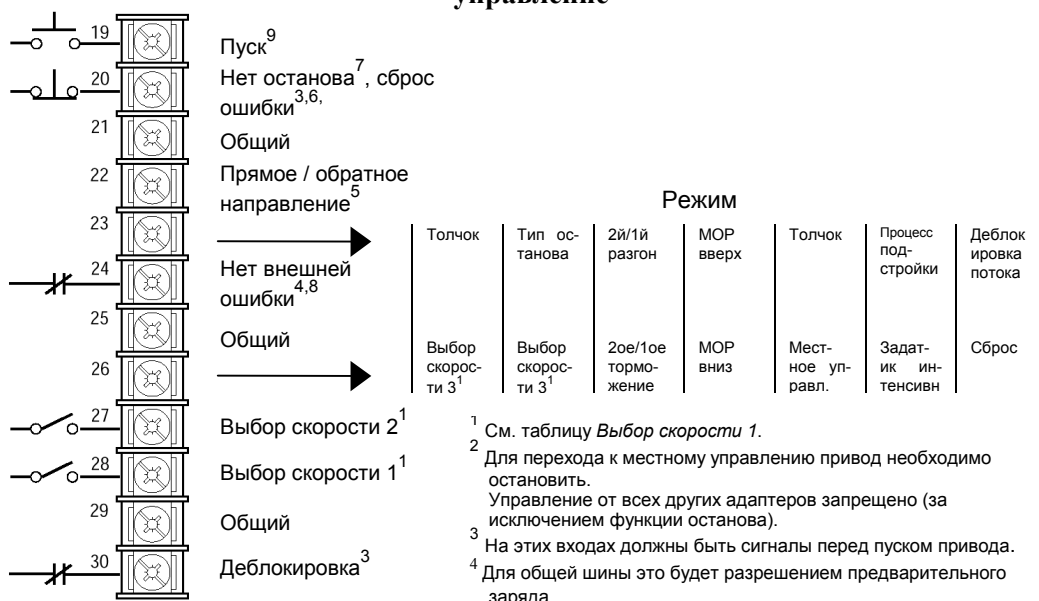 управление
19
Пуск9
20
Нет останова7, сброс
ошибки3,6,
21
Общий
22
Прямое / обратное
направление5
23
24
Нет внешней
ошибки4,8
25
Общий
26
27
Выбор скорости 21
28
Выбор скорости 11
29
Общий
30
Деблокировка3
Режим
Толчок
Тип ос-
танова
2й/1й
разгон
МОР
вверх
Толчок
Процесс
под-
стройки
Деблок
ировка
потока
Выбор
скорос-
ти 31
Выбор
скорос-
ти 31
2ое/1ое
тормо-
жение
МОР
вниз
Мест-
ное уп-
равл.
Задат-
ик ин-
тенсивн
Сброс
1 См. таблицу Выбор скорости 1.
2 Для перехода к местному управлению привод необходимо
остановить.
Управление от всех других адаптеров запрещено (за
исключением функции останова).
3 На этих входах должны быть сигналы перед пуском привода.
4 Для общей шины это будет разрешением предварительного
заряда